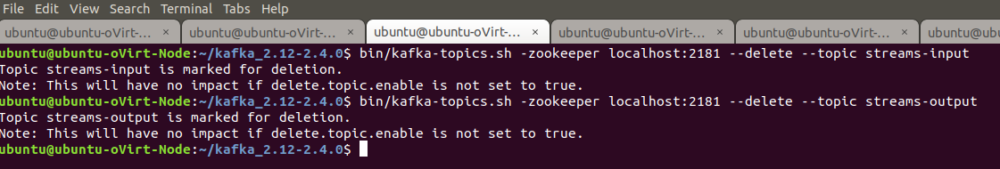 File Edit View Search Terminal Tabs Help
ubuntu@ubuntu-oVirt-... × ubuntu@ubuntu-oVirt-... × ubuntu@ubuntu-oVirt-... × ubuntu@ubuntu-oVirt-... × ubuntu@ubuntu-oVirt-... × ubuntu@ubu
ubuntu@ubuntu-oVirt-Node:~/kafka_2.12-2.4.0$ bin/kafka-topics.sh -zookeeper localhost:2181 --delete --topic streams-input
Topic streams-input is marked for deletion.
Note: This will have no impact if delete.topic.enable is not set to true.
ubuntu@ubuntu-oVirt-Node:~/kafka_2.12-2.4.0$ bin/kafka-topics.sh -zookeeper localhost:2181 --delete --topic streams-output
Topic streams-output is marked for deletion.
Note: This will have no impact if delete.topic.enable is not set to true.
ubuntu@ubuntu-oVirt-Node:~/kafka_2.12-2.4.0$